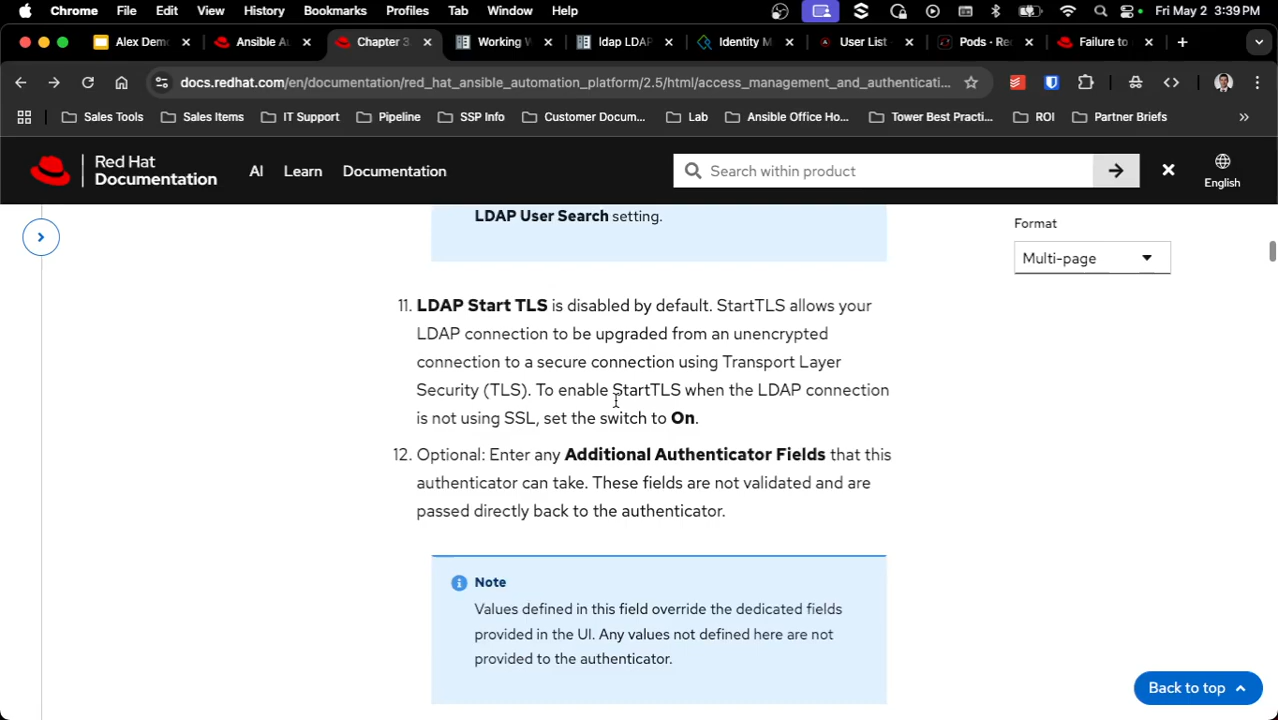 Chrome File Edit View History Bookmarks Profiles Tab Window Help Fri May 2 3:39 PM
Alex Demo Ansible Au Chapter 3. Working W ldap LDAP Identity M User List - Pods · Re Failure to
docs.redhat.com/en/documentation/red_hat_ansible_automation_platform/2.5/html/access_management_and_authenticati...
Sales Tools Sales Items IT Support Pipeline SSP Info Customer Docum... Lab Ansible Office Ho... Tower Best Practi... ROI Partner Briefs »
Red Hat
Documentation
AI Learn Documentation
Search within product
English
LDAP User Search setting.
Format
Multi-page
11. LDAP Start TLS is disabled by default. StartTLS allows your
LDAP connection to be upgraded from an unencrypted
connection to a secure connection using Transport Layer
Security (TLS). To enable StartTLS when the LDAP connection
is not using SSL, set the switch to On.
12. Optional: Enter any Additional Authenticator Fields that this
authenticator can take. These fields are not validated and are
passed directly back to the authenticator.
Note
Values defined in this field override the dedicated fields
provided in the UI. Any values not defined here are not
provided to the authenticator.
Back to top